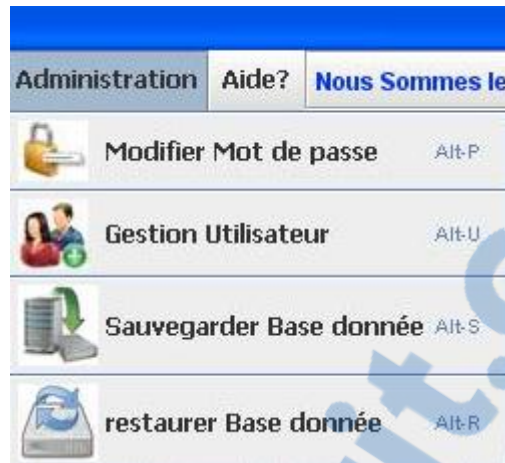 Administration Aide? Nous Sommes le
Modifier Mot de passe Alt-P
Gestion Utilisateur Alt-U
Sauvegarder Base donnée Alt-S
restaurer Base donnée Alt-R